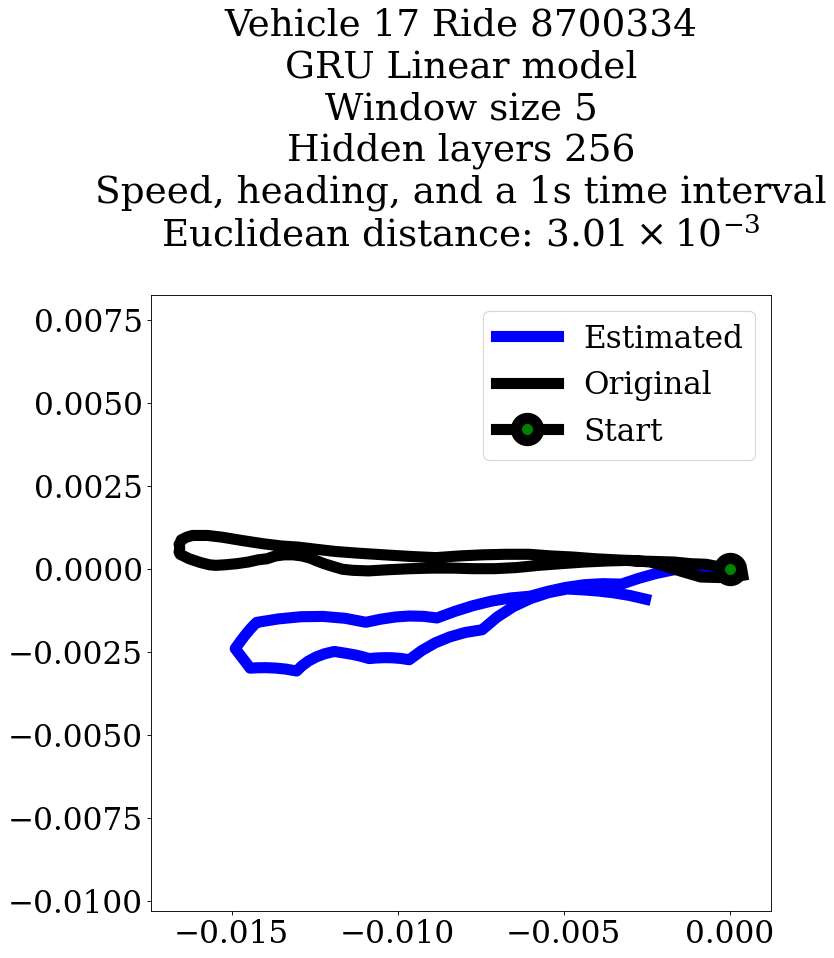 Vehicle 17 Ride 8700334
GRU Linear model
Window size 5
Hidden layers 256
Speed, heading, and a 1s time interval
Euclidean distance: 3.01 × 10⁻³
Estimated
Original
Start
0.0075
0.0050
0.0025
0.0000
−0.0025
−0.0050
−0.0075
−0.0100
−0.015 −0.010 −0.005 0.000